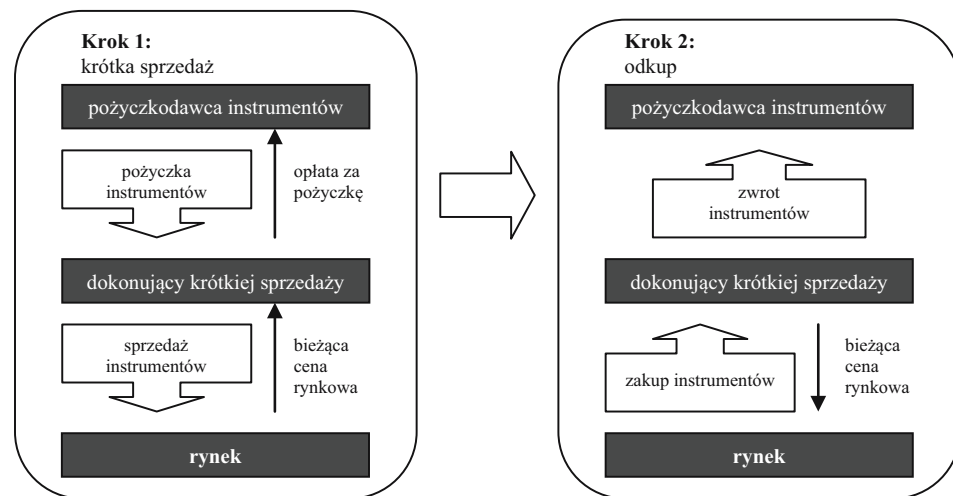 Krok 1:
krótka sprzedaż
pożyczkodawca instrumentów
pożyczka
instrumentów
opłata za
pożyczkę
dokonujący krótkiej sprzedaży
sprzedaż
instrumentów
bieżąca
cena
rynkowa
rynek
Krok 2:
odkup
pożyczkodawca instrumentów
zwrot
instrumentów
dokonujący krótkiej sprzedaży
zakup instrumentów
bieżąca
cena
rynkowa
rynek